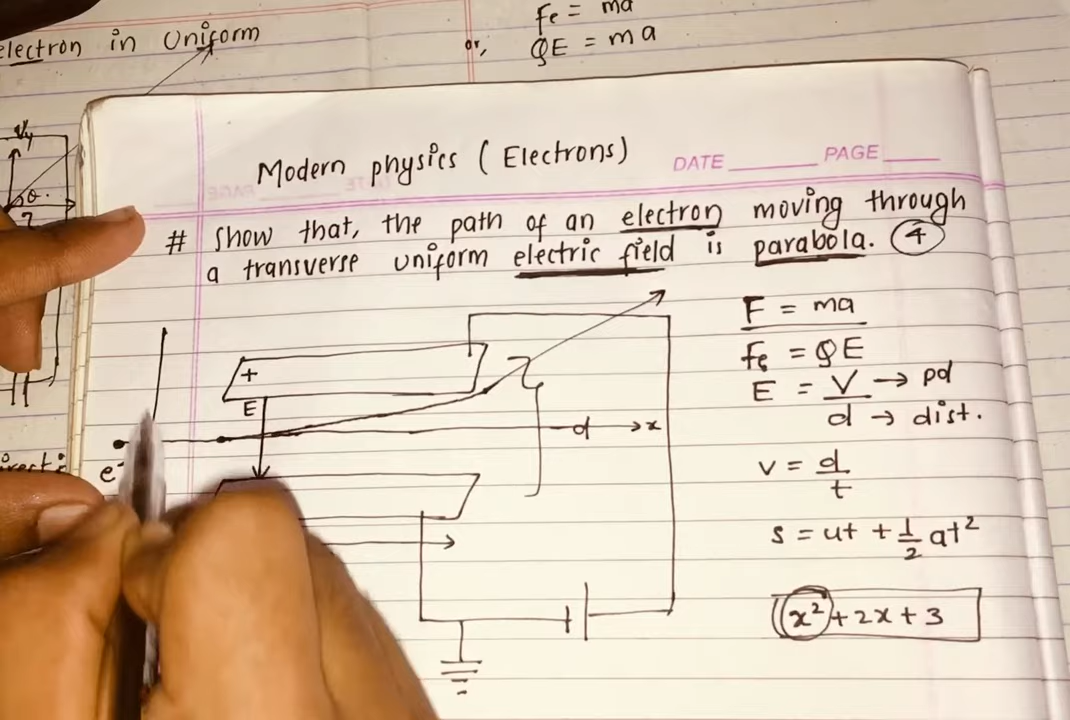 electron in Uniform
Fe = ma
or, QE = ma
Vy
θ
Modern physics ( Electrons)
DATE PAGE
# Show that, the path of an electron moving through
a transverse uniform electric field is parabola. 4
F = ma
+
fe = QE
E
E = V/d → pd
→ dist.
d x
e-
v = d/t
s = ut + 1/2 at²
x² + 2x + 3